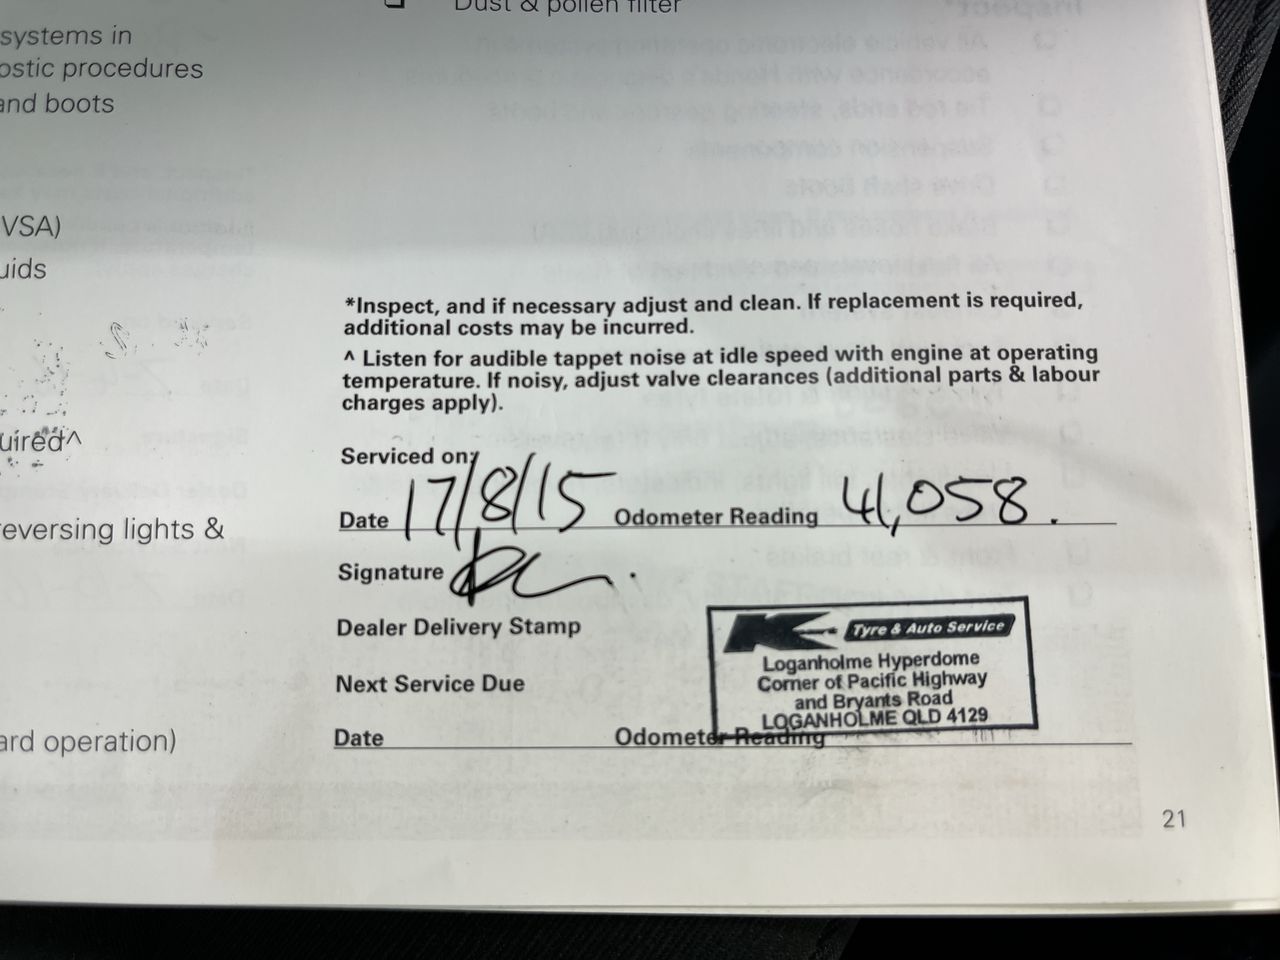 systems in
ostic procedures
and boots
VSA)
uids
uired^
reversing lights &
ard operation)
Dust & pollen filter
*Inspect, and if necessary adjust and clean. If replacement is required,
additional costs may be incurred.
^ Listen for audible tappet noise at idle speed with engine at operating
temperature. If noisy, adjust valve clearances (additional parts & labour
charges apply).
Serviced on:
Date 17/8/15 Odometer Reading 41,058.
Signature
Dealer Delivery Stamp
K Tyre & Auto Service
Loganholme Hyperdome
Corner of Pacific Highway
and Bryants Road
LOGANHOLME QLD 4129
Next Service Due
Date Odometer Reading
21